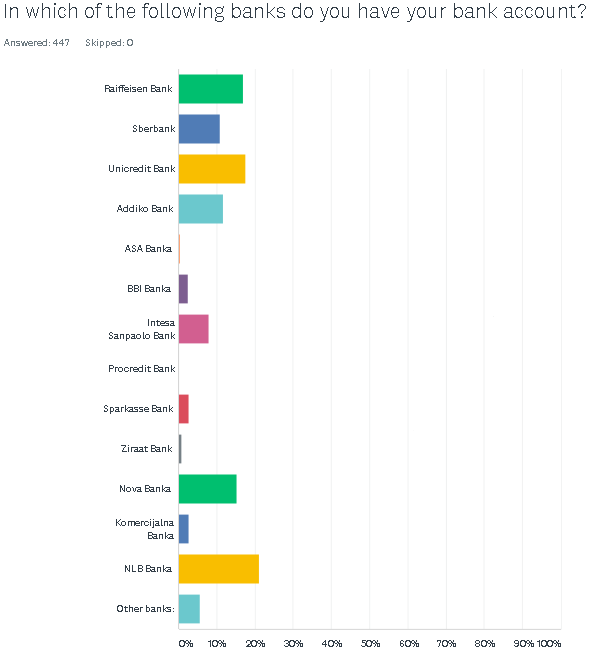 In which of the following banks do you have your bank account?
Answered: 447 Skipped: 0
Raiffeisen Bank
Sberbank
Unicredit Bank
Addiko Bank
ASA Banka
BBI Banka
Intesa
Sanpaolo Bank
Procredit Bank
Sparkasse Bank
Ziraat Bank
Nova Banka
Komercijalna
Banka
NLB Banka
Other banks:
0% 10% 20% 30% 40% 50% 60% 70% 80% 90% 100%